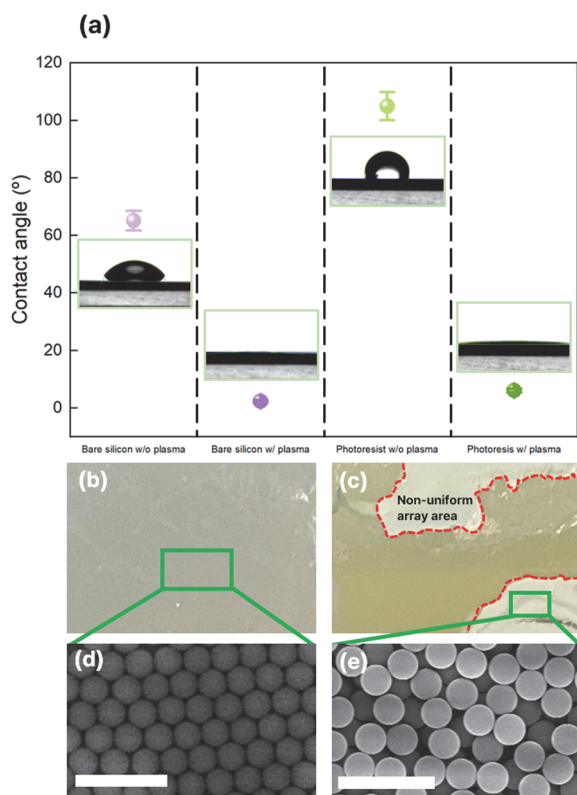 (a)
120
100
80
60
40
20
0
Contact angle (º)
Bare silicon w/o plasma
Bare silicon w/ plasma
Photoresist w/o plasma
Photoresis w/ plasma
(b)
(c)
Non-uniform
array area
(d)
(e)